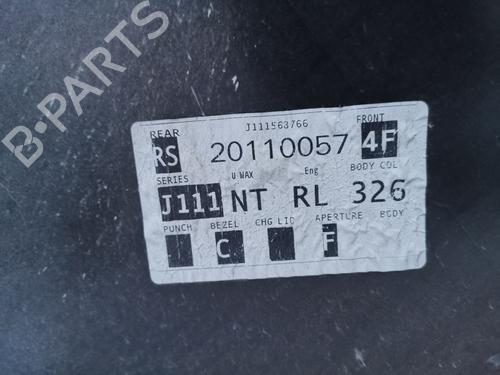 B-PARTS
J111563766
REAR FRONT
RS 20110057 4F
SERIES U WAX Eng BODY COL
J111 NT RL 326
PUNCH BEZEL CHG LID APERTURE BODY
C F